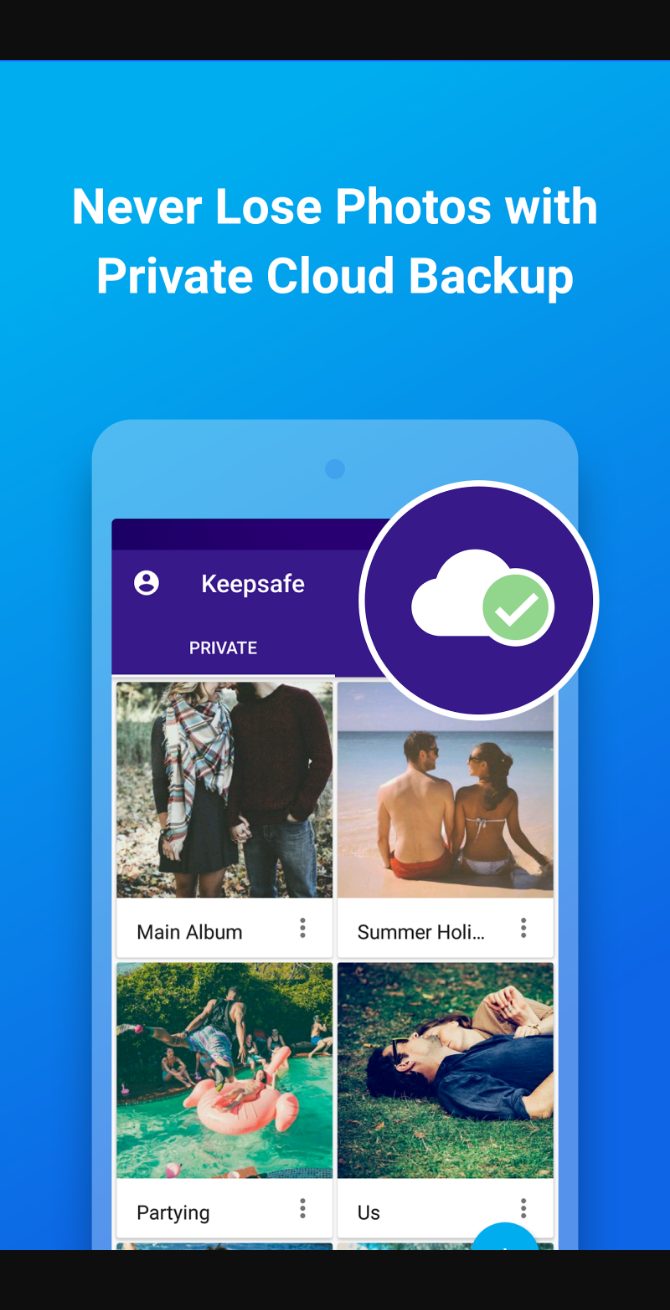 Never Lose Photos with
Private Cloud Backup
Keepsafe
PRIVATE
Main Album
Summer Holi...
Partying
Us